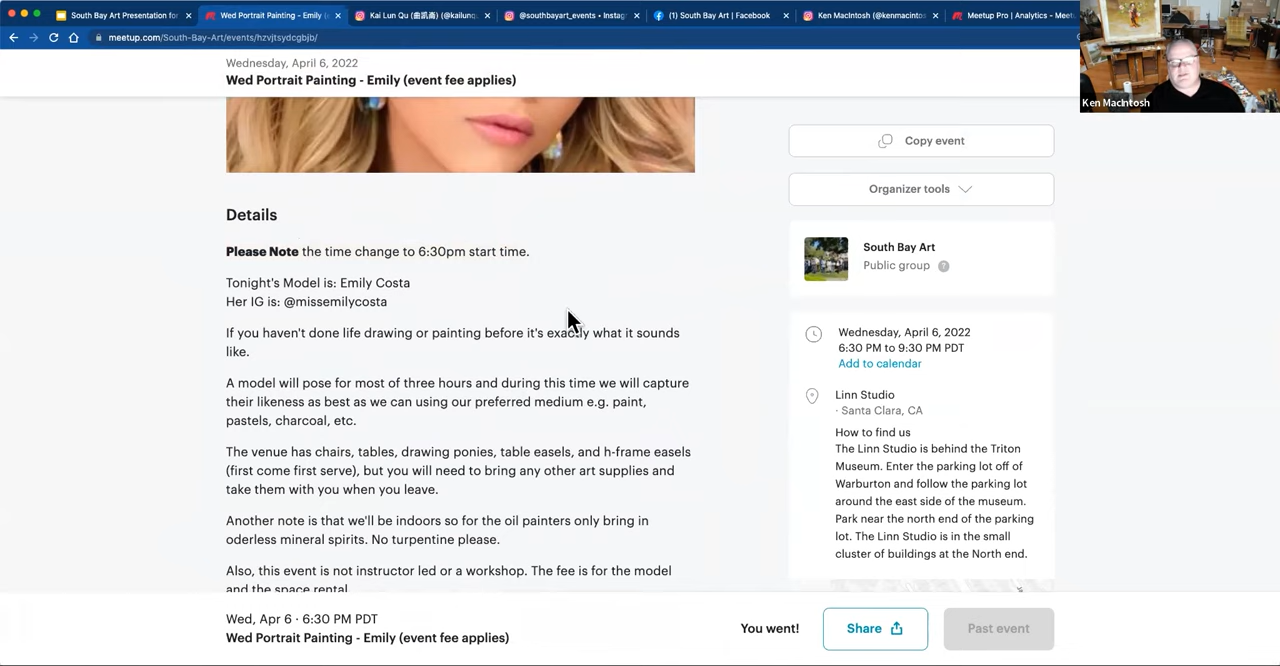 South Bay Art Presentation for
Wed Portrait Painting - Emily (
Kai Lun Qu (曲凯崙) (@kailunq
@southbayart_events • Instag
(1) South Bay Art | Facebook
Ken MacIntosh (@kenmacintos
Meetup Pro | Analytics - Meet
meetup.com/South-Bay-Art/events/hzvjtsydcgbjb/
Ken MacIntosh
Wednesday, April 6, 2022
Wed Portrait Painting - Emily (event fee applies)
Details
Please Note the time change to 6:30pm start time.
Tonight's Model is: Emily Costa
Her IG is: @missemilycosta
If you haven't done life drawing or painting before it's exactly what it sounds
like.
A model will pose for most of three hours and during this time we will capture
their likeness as best as we can using our preferred medium e.g. paint,
pastels, charcoal, etc.
The venue has chairs, tables, drawing ponies, table easels, and h-frame easels
(first come first serve), but you will need to bring any other art supplies and
take them with you when you leave.
Another note is that we'll be indoors so for the oil painters only bring in
oderless mineral spirits. No turpentine please.
Also, this event is not instructor led or a workshop. The fee is for the model
and the space rental
Copy event
Organizer tools
South Bay Art
Public group ?
Wednesday, April 6, 2022
6:30 PM to 9:30 PM PDT
Add to calendar
Linn Studio
· Santa Clara, CA
How to find us
The Linn Studio is behind the Triton
Museum. Enter the parking lot off of
Warburton and follow the parking lot
around the east side of the museum.
Park near the north end of the parking
lot. The Linn Studio is in the small
cluster of buildings at the North end.
Wed, Apr 6 · 6:30 PM PDT
Wed Portrait Painting - Emily (event fee applies)
You went!
Share
Past event